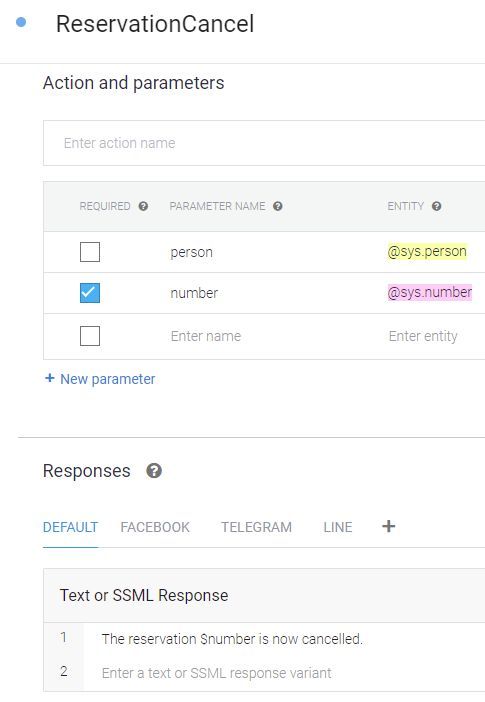 ReservationCancel
Action and parameters
Enter action name
REQUIRED ? PARAMETER NAME ? ENTITY ?
person @sys.person
number @sys.number
Enter name Enter entity
+ New parameter
Responses ?
DEFAULT FACEBOOK TELEGRAM LINE +
Text or SSML Response
1 The reservation $number is now cancelled.
2 Enter a text or SSML response variant